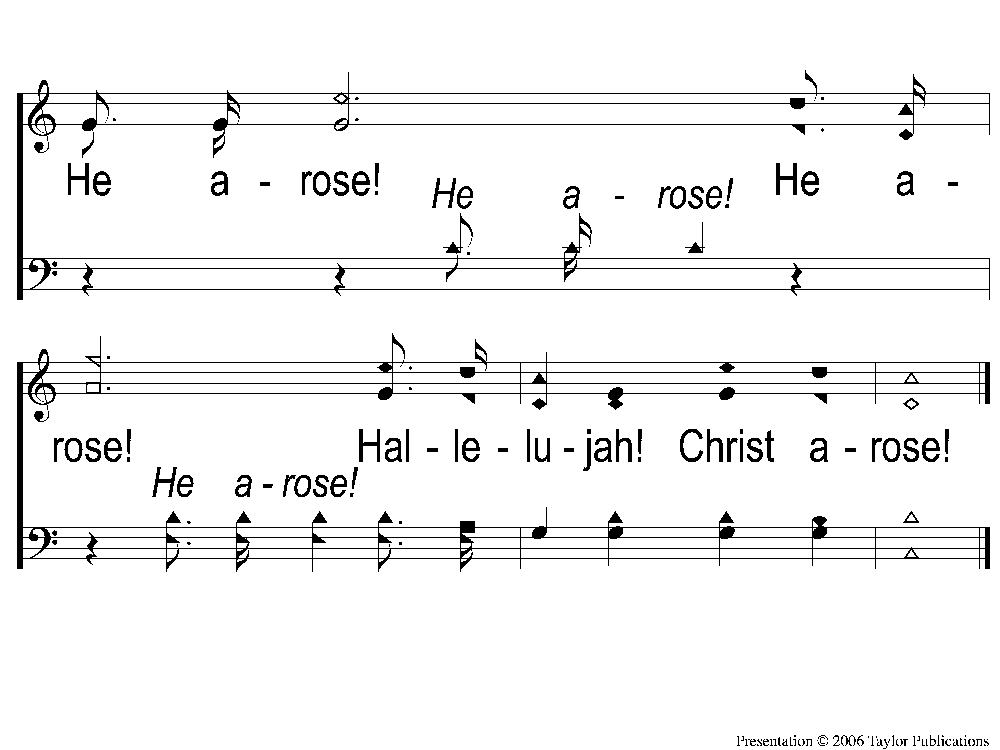 He a - rose! He a -
He a - rose!
rose! Hal - le - lu - jah! Christ a - rose!
He a - rose!
Presentation © 2006 Taylor Publications